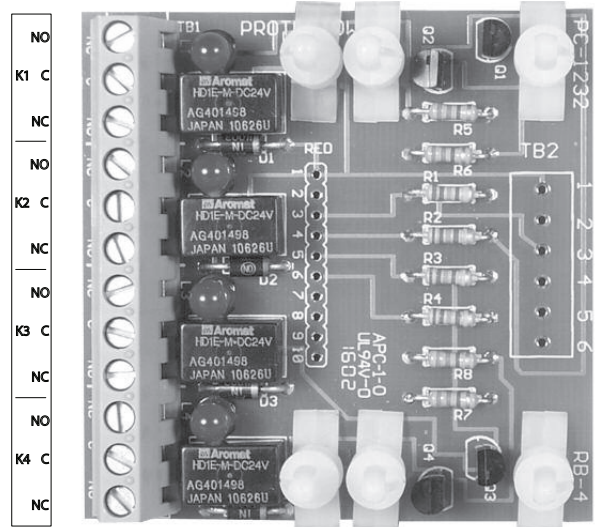 NO
K1 C
NC
NO
K2 C
NC
NO
K3 C
NC
NO
K4 C
NC
TB1
Aromat
HD1E-M-DC24V
AG401498
JAPAN 10626U
N1
D1
Aromat
HD1E-M-DC24V
AG401498
JAPAN 10626U
D2
Aromat
HD1E-M-DC24V
AG401498
JAPAN 10626U
D3
Aromat
HD1E-M-DC24V
AG401498
JAPAN 10626U
N1
RED
1
2
3
4
5
6
7
8
9
10
APC-1-0
UL94V-0
1602
Q2
Q1
R5
R6
R1
R2
R3
R4
R8
R7
Q4
Q3
PC-1232
TB2
1
2
3
4
5
6
RB-4